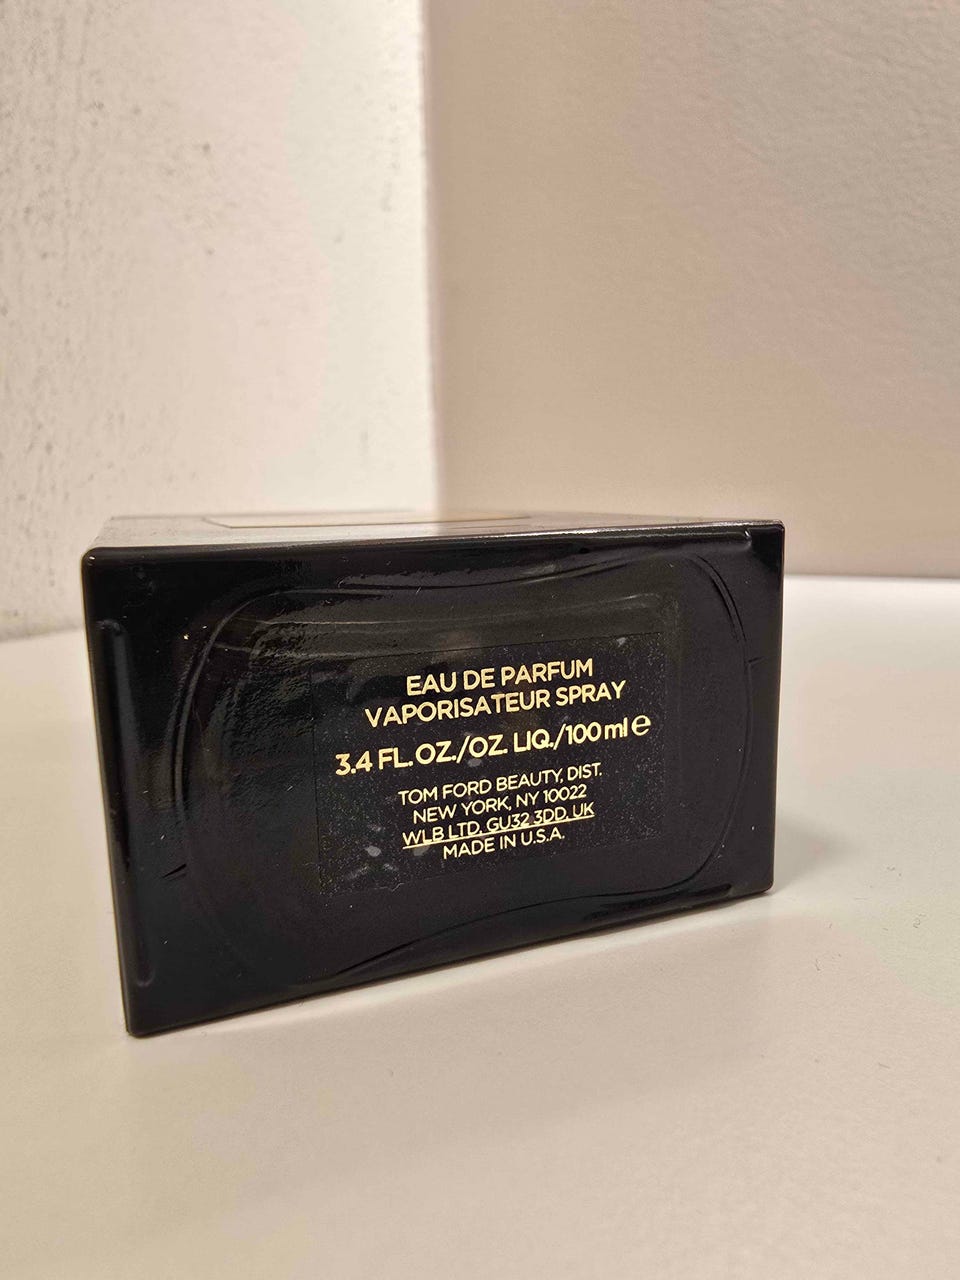 EAU DE PARFUM
VAPORISATEUR SPRAY
3.4 FL. OZ./OZ. LIQ./100 ml ℮
TOM FORD BEAUTY, DIST.
NEW YORK, NY 10022
WLB LTD, GU32 3DD, UK
MADE IN U.S.A.